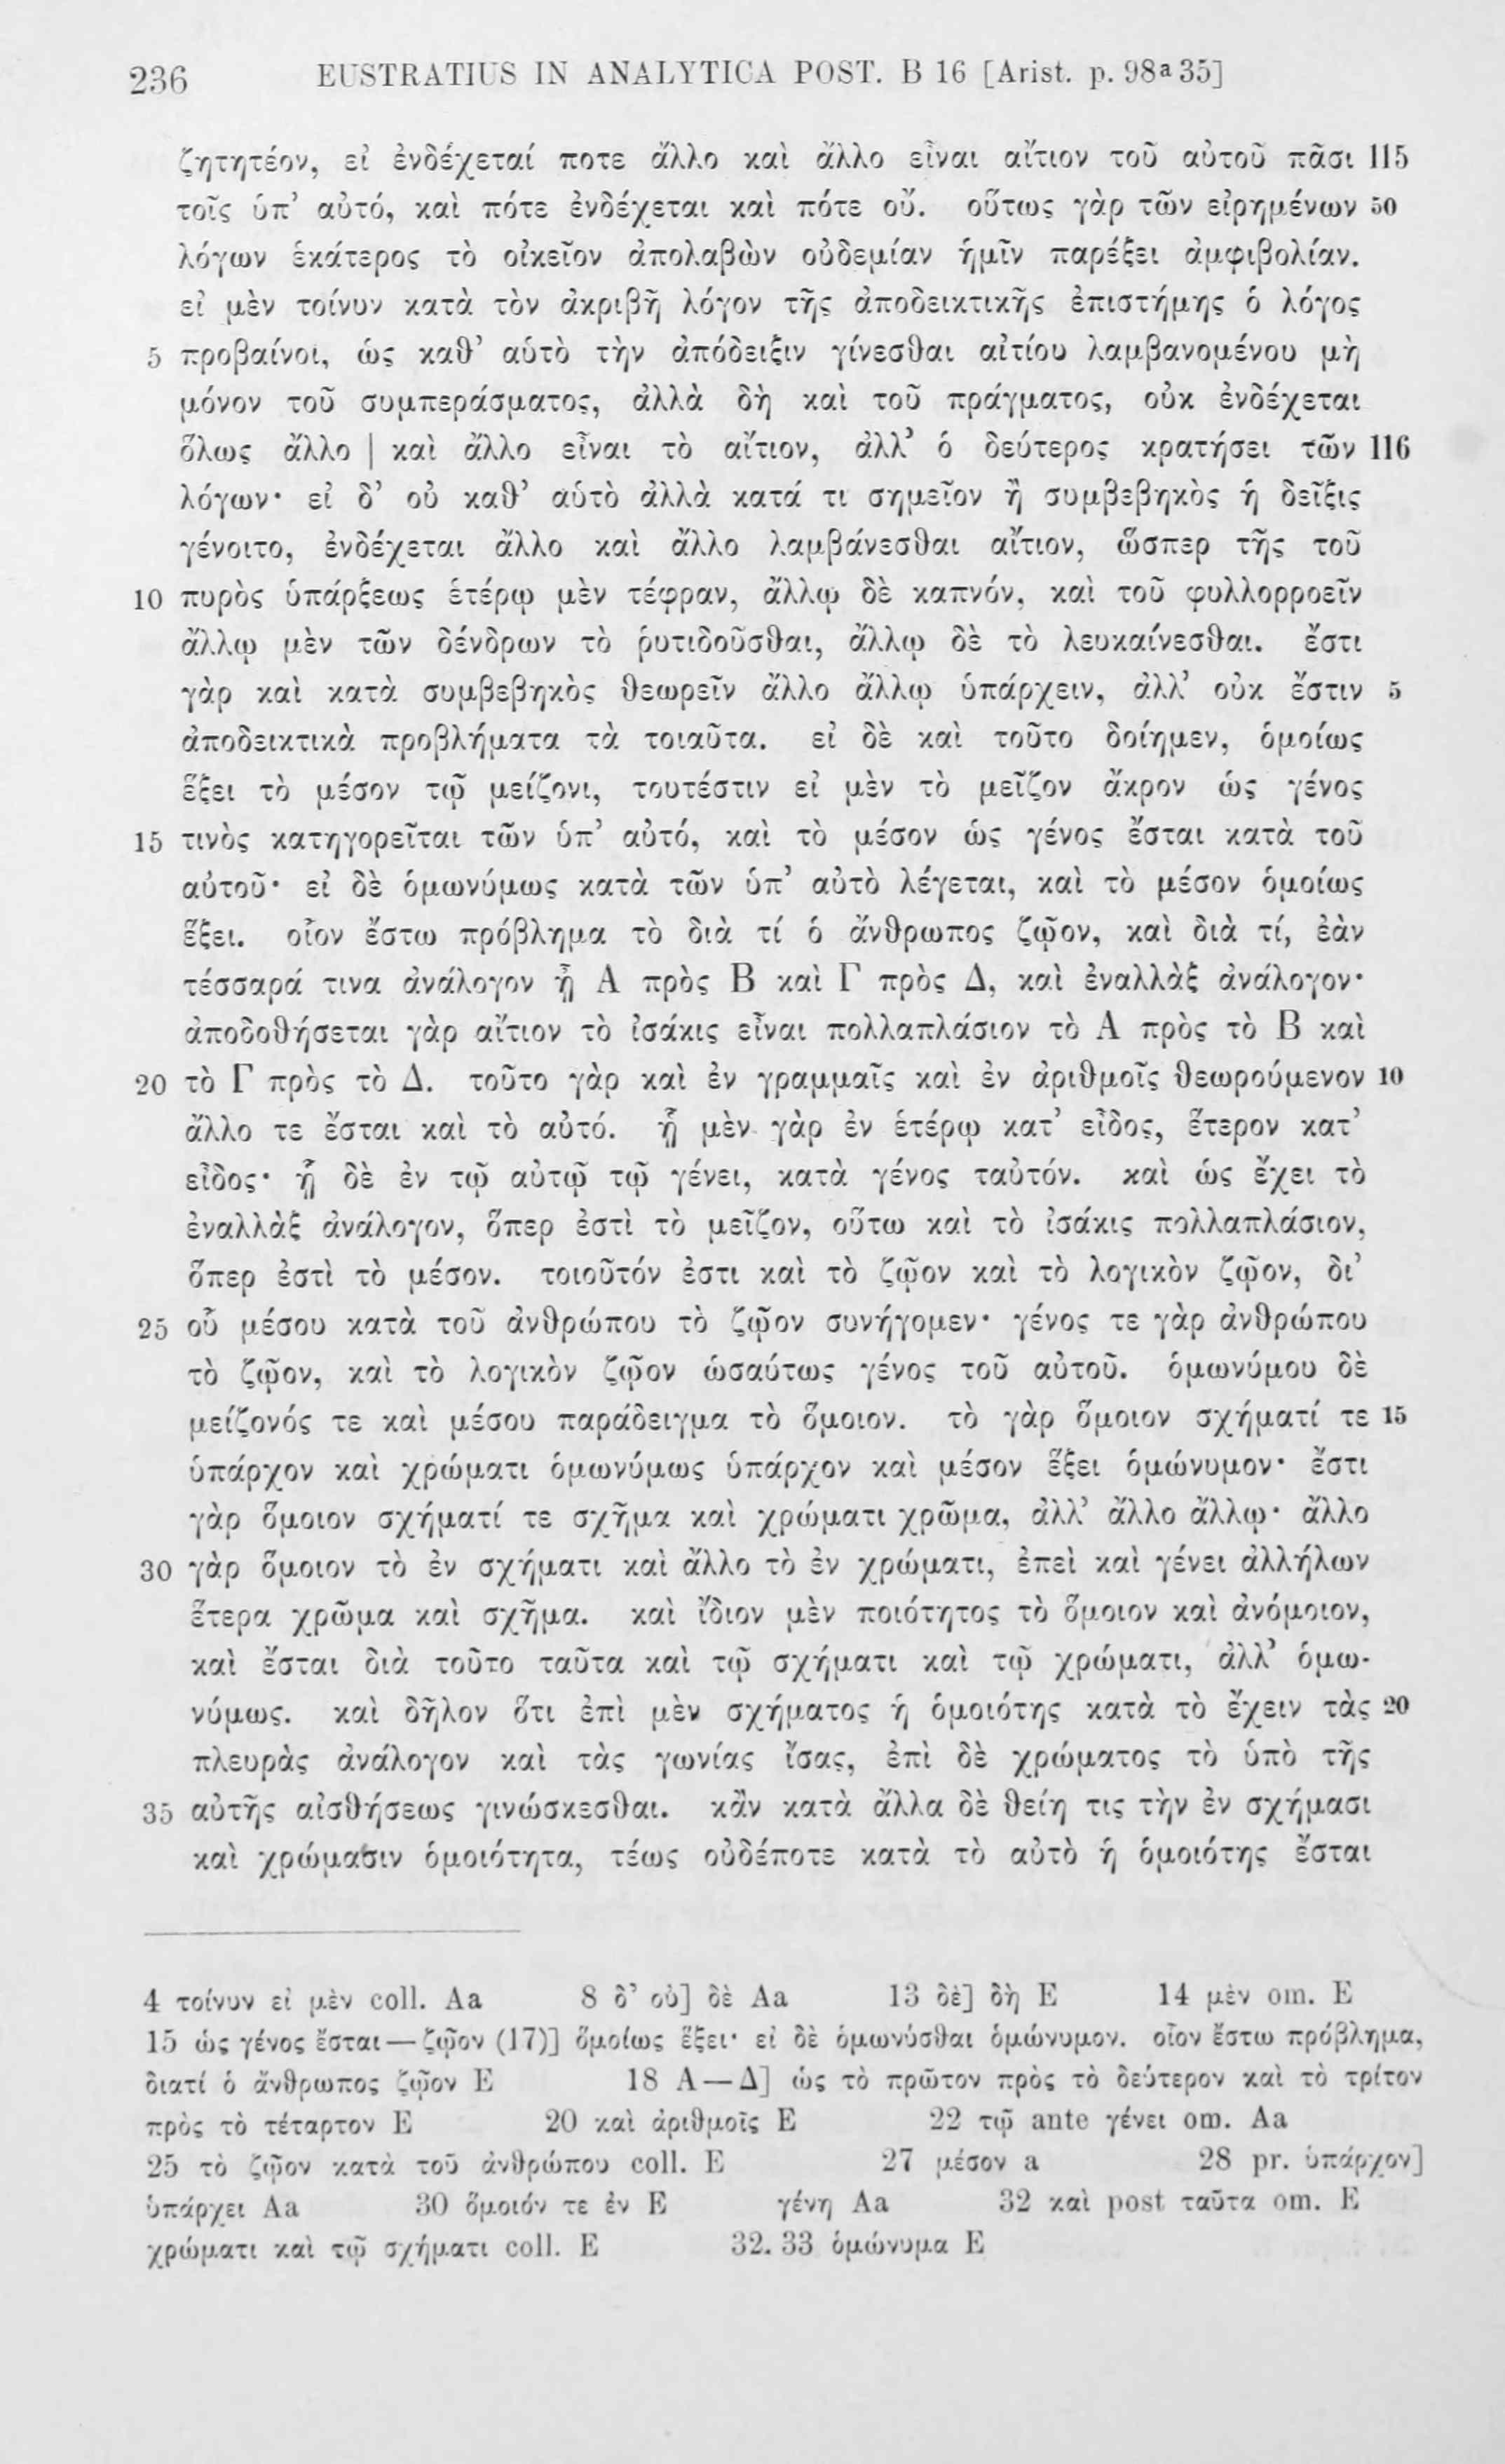 236 EUSTRATIUS IN ANALYTICA POST. B 16 [Arist. p. 98a35]
ζητητέον, εἰ ἐνδέχεταί ποτε ἄλλο καὶ ἄλλο εἶναι αἴτιον τοῦ αὐτοῦ πᾶσι 115
τοῖς ὑπ’ αὐτό, καὶ πότε ἐνδέχεται καὶ πότε οὔ. οὕτως γὰρ τῶν εἰρημένων 50
λόγων ἑκάτερος τὸ οἰκεῖον ἀπολαβὼν οὐδεμίαν ἡμῖν παρέξει ἀμφιβολίαν.
εἰ μὲν τοίνυν κατὰ τὸν ἀκριβῆ λόγον τῆς ἀποδεικτικῆς ἐπιστήμης ὁ λόγος
5 προβαίνοι, ὡς καθ’ αὑτὸ τὴν ἀπόδειξιν γίνεσθαι αἰτίου λαμβανομένου μὴ
μόνον τοῦ συμπεράσματος, ἀλλὰ δὴ καὶ τοῦ πράγματος, οὐκ ἐνδέχεται
ὅλως ἄλλο | καὶ ἄλλο εἶναι τὸ αἴτιον, ἀλλ’ ὁ δεύτερος κρατήσει τῶν 116
λόγων· εἰ δ’ οὐ καθ’ αὑτὸ ἀλλὰ κατά τι σημεῖον ἢ συμβεβηκὸς ἡ δεῖξις
γένοιτο, ἐνδέχεται ἄλλο καὶ ἄλλο λαμβάνεσθαι αἴτιον, ὥσπερ τῆς τοῦ
10 πυρὸς ὑπάρξεως ἑτέρῳ μὲν τέφραν, ἄλλῳ δὲ καπνόν, καὶ τοῦ φυλλορροεῖν
ἄλλῳ μὲν τῶν δένδρων τὸ ῥυτιδοῦσθαι, ἄλλῳ δὲ τὸ λευκαίνεσθαι. ἔστι
γὰρ καὶ κατὰ συμβεβηκὸς θεωρεῖν ἄλλο ἄλλῳ ὑπάρχειν, ἀλλ’ οὐκ ἔστιν 5
ἀποδεικτικὰ προβλήματα τὰ τοιαῦτα. εἰ δὲ καὶ τοῦτο δοίημεν, ὁμοίως
ἕξει τὸ μέσον τῷ μείζονι, τουτέστιν εἰ μὲν τὸ μεῖζον ἄκρον ὡς γένος
15 τινὸς κατηγορεῖται τῶν ὑπ’ αὐτό, καὶ τὸ μέσον ὡς γένος ἔσται κατὰ τοῦ
αὐτοῦ· εἰ δὲ ὁμωνύμως κατὰ τῶν ὑπ’ αὐτὸ λέγεται, καὶ τὸ μέσον ὁμοίως
ἕξει. οἷον ἔστω πρόβλημα τὸ διὰ τί ὁ ἄνθρωπος ζῷον, καὶ διὰ τί, ἐὰν
τέσσαρά τινα ἀνάλογον ᾖ Α πρὸς Β καὶ Γ πρὸς Δ, καὶ ἐναλλὰξ ἀνάλογον·
ἀποδοθήσεται γὰρ αἴτιον τὸ ἰσάκις εἶναι πολλαπλάσιον τὸ Α πρὸς τὸ Β καὶ
20 τὸ Γ πρὸς τὸ Δ. τοῦτο γὰρ καὶ ἐν γραμμαῖς καὶ ἐν ἀριθμοῖς θεωρούμενον 10
ἄλλο τε ἔσται καὶ τὸ αὐτό. ᾗ μὲν γὰρ ἐν ἑτέρῳ κατ’ εἶδος, ἕτερον κατ’
εἶδος· ᾗ δὲ ἐν τῷ αὐτῷ τῷ γένει, κατὰ γένος ταὐτόν. καὶ ὡς ἔχει τὸ
ἐναλλὰξ ἀνάλογον, ὅπερ ἐστὶ τὸ μεῖζον, οὕτω καὶ τὸ ἰσάκις πολλαπλάσιον,
ὅπερ ἐστὶ τὸ μέσον. τοιοῦτόν ἐστι καὶ τὸ ζῷον καὶ τὸ λογικὸν ζῷον, δι’
25 οὗ μέσου κατὰ τοῦ ἀνθρώπου τὸ ζῷον συνήγομεν· γένος τε γὰρ ἀνθρώπου
τὸ ζῷον, καὶ τὸ λογικὸν ζῷον ὡσαύτως γένος τοῦ αὐτοῦ. ὁμωνύμου δὲ
μείζονός τε καὶ μέσου παράδειγμα τὸ ὅμοιον. τὸ γὰρ ὅμοιον σχήματί τε 15
ὑπάρχον καὶ χρώματι ὁμωνύμως ὑπάρχον καὶ μέσον ἕξει ὁμώνυμον· ἔστι
γὰρ ὅμοιον σχήματί τε σχῆμα καὶ χρώματι χρῶμα, ἀλλ’ ἄλλο ἄλλῳ· ἄλλο
30 γὰρ ὅμοιον τὸ ἐν σχήματι καὶ ἄλλο τὸ ἐν χρώματι, ἐπεὶ καὶ γένει ἀλλήλων
ἕτερα χρῶμα καὶ σχῆμα. καὶ ἴδιον μὲν ποιότητος τὸ ὅμοιον καὶ ἀνόμοιον,
καὶ ἔσται διὰ τοῦτο ταῦτα καὶ τῷ σχήματι καὶ τῷ χρώματι, ἀλλ’ ὁμω-
νύμως. καὶ δῆλον ὅτι ἐπὶ μὲν σχήματος ἡ ὁμοιότης κατὰ τὸ ἔχειν τὰς 20
πλευρὰς ἀνάλογον καὶ τὰς γωνίας ἴσας, ἐπὶ δὲ χρώματος τὸ ὑπὸ τῆς
35 αὐτῆς αἰσθήσεως γινώσκεσθαι. κἂν κατὰ ἄλλα δὲ θείη τις τὴν ἐν σχήμασι
καὶ χρώμασιν ὁμοιότητα, τέως οὐδέποτε κατὰ τὸ αὐτὸ ἡ ὁμοιότης ἔσται
4 τοίνυν εἰ μὲν coll. Aa 8 δ’ οὐ] δὲ Aa 13 δὲ] δὴ E 14 μὲν om. E
15 ὡς γένος ἔσται — ζῷον (17)] ὅμοίως ἕξει· εἰ δὲ ὁμωνύσθαι ὁμώνυμον. οἷον ἔστω πρόβλημα,
διατί ὁ ἄνθρωπος ζῷον E 18 Α — Δ] ὡς τὸ πρῶτον πρὸς τὸ δεύτερον καὶ τὸ τρίτον
πρὸς τὸ τέταρτον E 20 καὶ ἀριθμοῖς E 22 τῷ ante γένει om. Aa
25 τὸ ζῷον κατὰ τοῦ ἀνθρώπου coll. E 27 μέσον a 28 pr. ὑπάρχον]
ὑπάρχει Aa 30 ὅμοιόν τε ἐν E γένη Aa 32 καὶ post ταῦτα om. E
χρώματι καὶ τῷ σχήματι coll. E 32. 33 ὁμώνυμα E